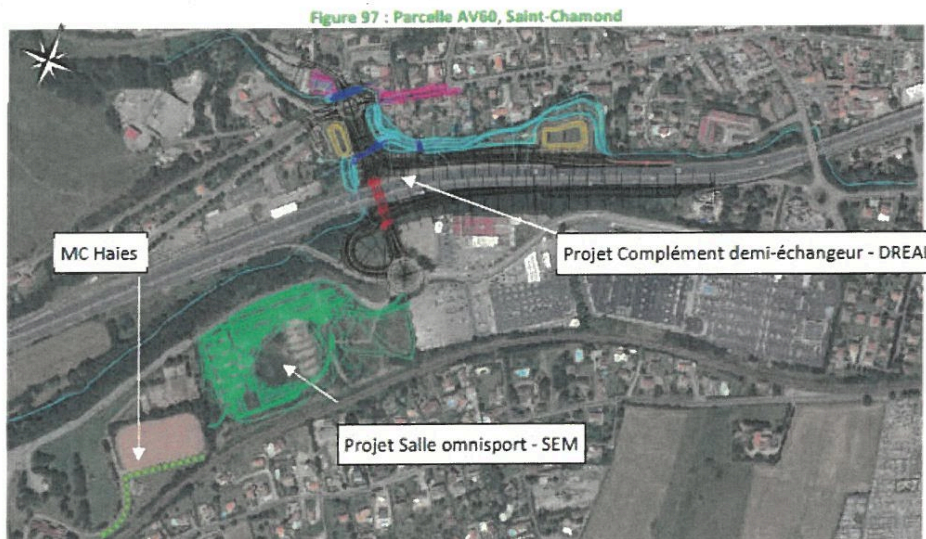 Figure 97 : Parcelle AV60, Saint-Chamond
MC Haies
Projet Complément demi-échangeur - DREAL
Projet Salle omnisport - SEM